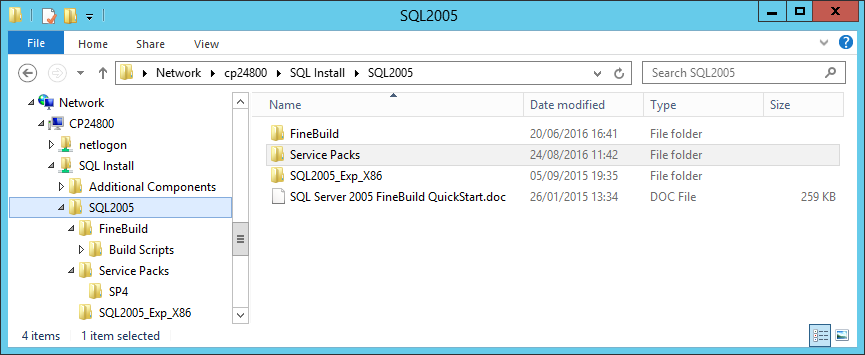 SQL2005
File Home Share View
Network cp24800 SQL Install SQL2005 Search SQL2005
Name Date modified Type Size
Network
CP24800
netlogon
SQL Install
Additional Components
SQL2005
FineBuild
Build Scripts
Service Packs
SP4
SQL2005_Exp_X86
FineBuild 20/06/2016 16:41 File folder
Service Packs 24/08/2016 11:42 File folder
SQL2005_Exp_X86 05/09/2015 19:35 File folder
SQL Server 2005 FineBuild QuickStart.doc 26/01/2015 13:34 DOC File 259 KB
4 items 1 item selected